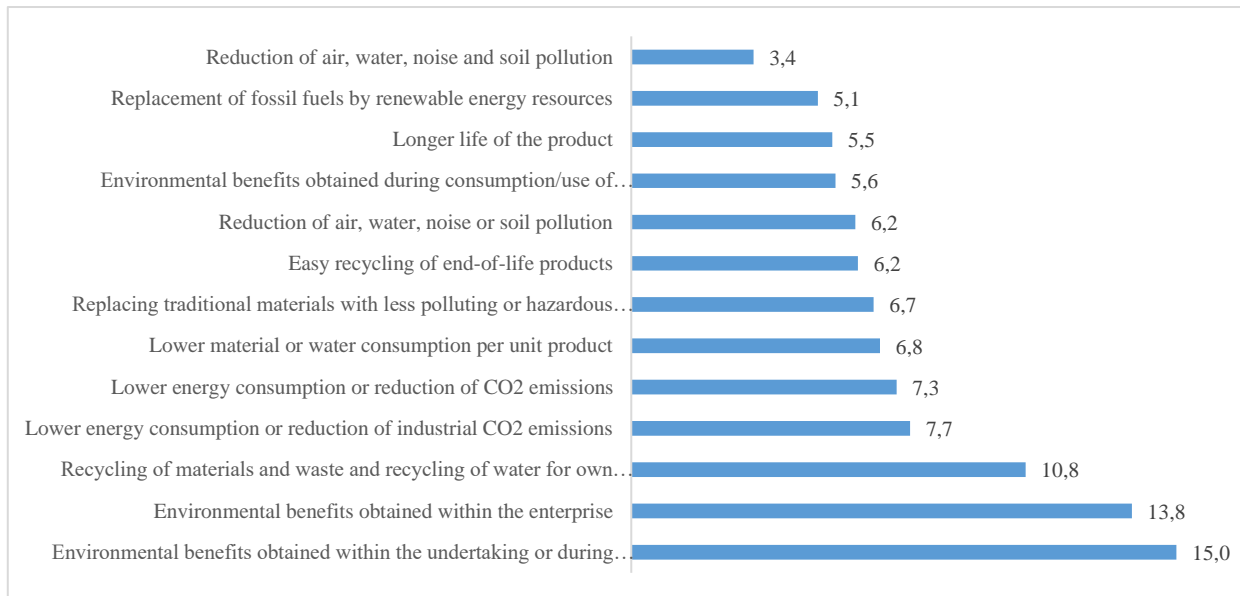 Reduction of air, water, noise and soil pollution 3,4
Replacement of fossil fuels by renewable energy resources 5,1
Longer life of the product 5,5
Environmental benefits obtained during consumption/use of… 5,6
Reduction of air, water, noise or soil pollution 6,2
Easy recycling of end-of-life products 6,2
Replacing traditional materials with less polluting or hazardous… 6,7
Lower material or water consumption per unit product 6,8
Lower energy consumption or reduction of CO2 emissions 7,3
Lower energy consumption or reduction of industrial CO2 emissions 7,7
Recycling of materials and waste and recycling of water for own… 10,8
Environmental benefits obtained within the enterprise 13,8
Environmental benefits obtained within the undertaking or during… 15,0